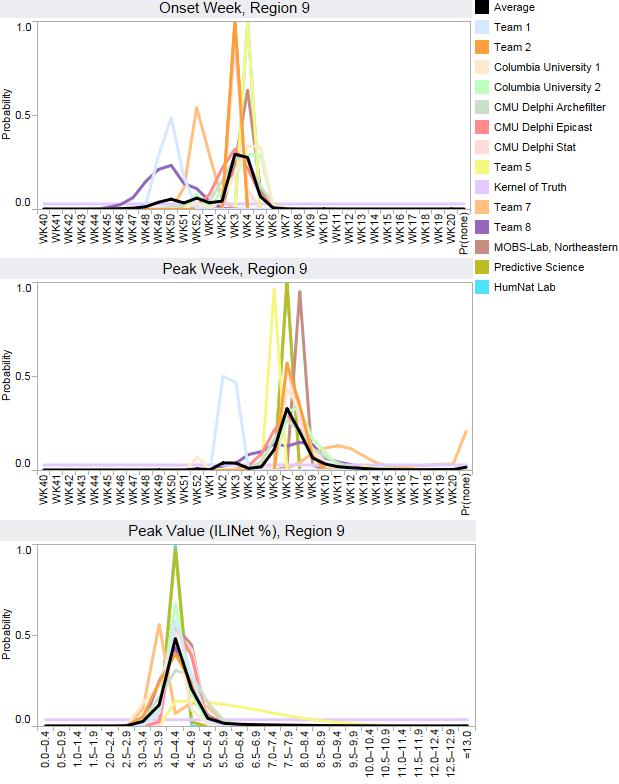 Onset Week, Region 9
1.0
0.5
0.0
Probability
WK40
WK41
WK42
WK43
WK44
WK45
WK46
WK47
WK48
WK49
WK50
WK51
WK52
WK1
WK2
WK3
WK4
WK5
WK6
WK7
WK8
WK9
WK10
WK11
WK12
WK13
WK14
WK15
WK16
WK17
WK18
WK19
WK20
Pr(none)
Average
Team 1
Team 2
Columbia University 1
Columbia University 2
CMU Delphi Archefilter
CMU Delphi Epicast
CMU Delphi Stat
Team 5
Kernel of Truth
Team 7
Team 8
MOBS-Lab, Northeastern
Predictive Science
HumNat Lab
Peak Week, Region 9
1.0
0.5
0.0
Probability
WK40
WK41
WK42
WK43
WK44
WK45
WK46
WK47
WK48
WK49
WK50
WK51
WK52
WK1
WK2
WK3
WK4
WK5
WK6
WK7
WK8
WK9
WK10
WK11
WK12
WK13
WK14
WK15
WK16
WK17
WK18
WK19
WK20
Pr(none)
Peak Value (ILINet %), Region 9
1.0
0.5
0.0
Probability
0.0–0.4
0.5–0.9
1.0–1.4
1.5–1.9
2.0–2.4
2.5–2.9
3.0–3.4
3.5–3.9
4.0–4.4
4.5–4.9
5.0–5.4
5.5–5.9
6.0–6.4
6.5–6.9
7.0–7.4
7.5–7.9
8.0–8.4
8.5–8.9
9.0–9.4
9.5–9.9
10.0–10.4
10.5–10.9
11.0–11.4
11.5–11.9
12.0–12.4
12.5–12.9
=13.0